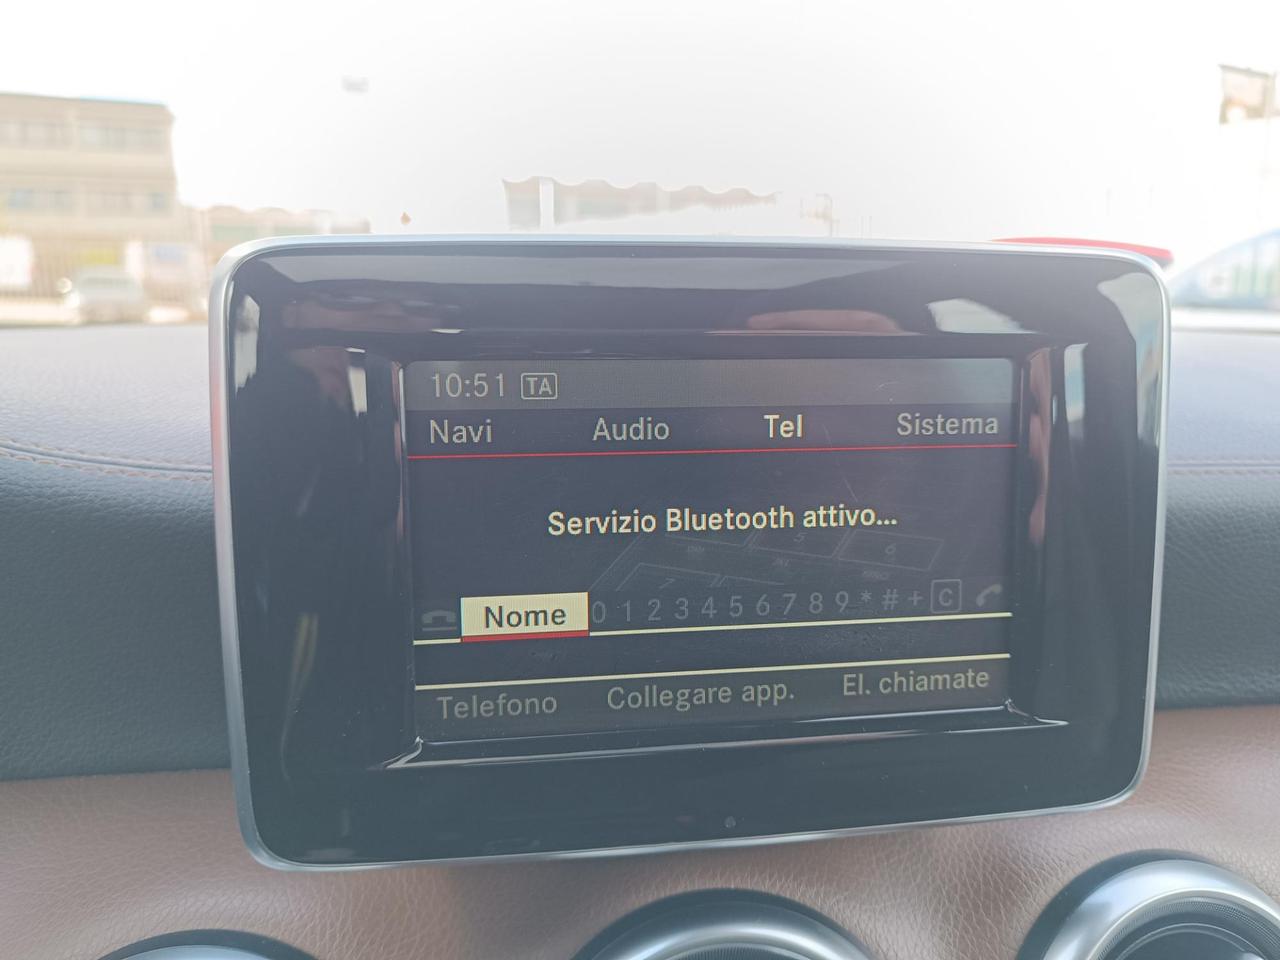 10:51 TA
Navi Audio Tel Sistema
Servizio Bluetooth attivo...
Nome 0 1 2 3 4 5 6 7 8 9 * # + C
Telefono Collegare app. El. chiamate